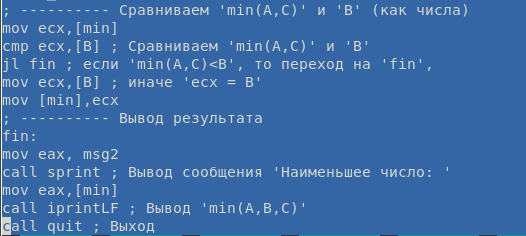 ; ---------- Сравниваем 'min(A,C)' и 'B' (как числа)
mov ecx,[min]
cmp ecx,[B] ; Сравниваем 'min(A,C)' и 'B'
jl fin ; если 'min(A,C)<B', то переход на 'fin',
mov ecx,[B] ; иначе 'ecx = B'
mov [min],ecx
; ---------- Вывод результата
fin:
mov eax, msg2
call sprint ; Вывод сообщения 'Наименьшее число: '
mov eax,[min]
call iprintLF ; Вывод 'min(A,B,C)'
call quit ; Выход